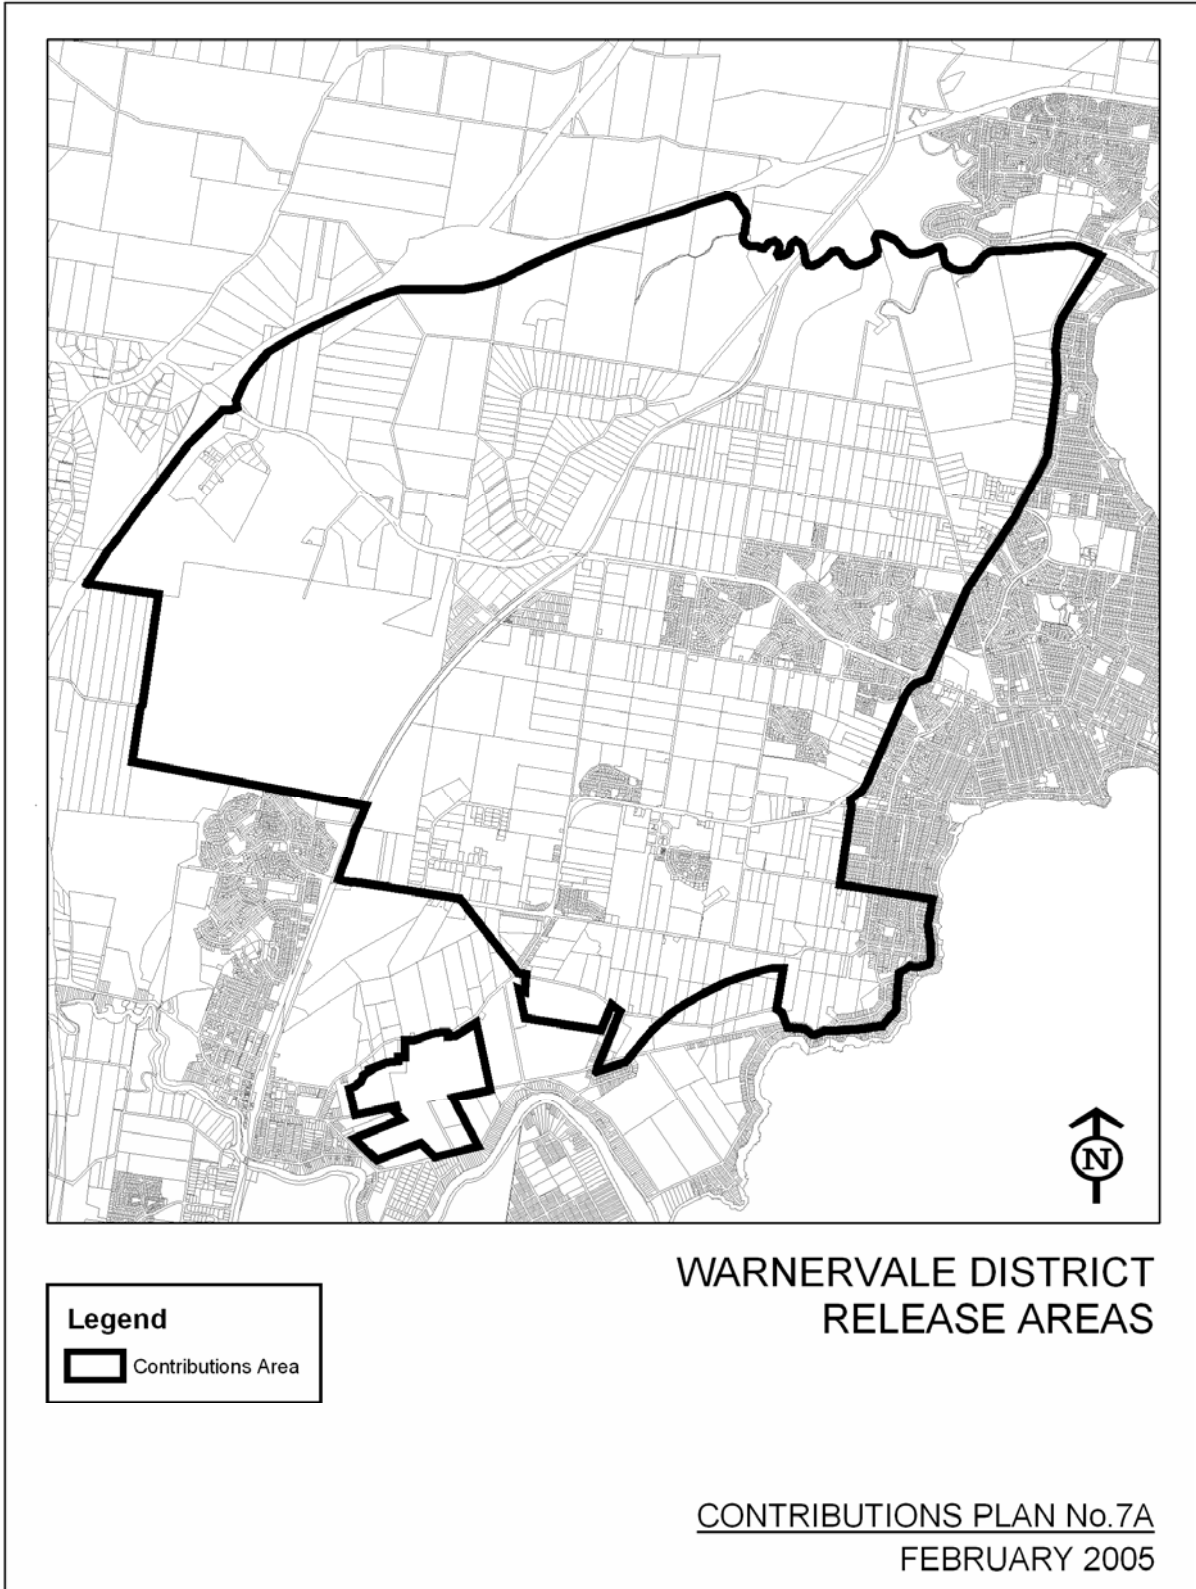 N
WARNERVALE DISTRICT
RELEASE AREAS
Legend
Contributions Area
CONTRIBUTIONS PLAN No.7A
FEBRUARY 2005